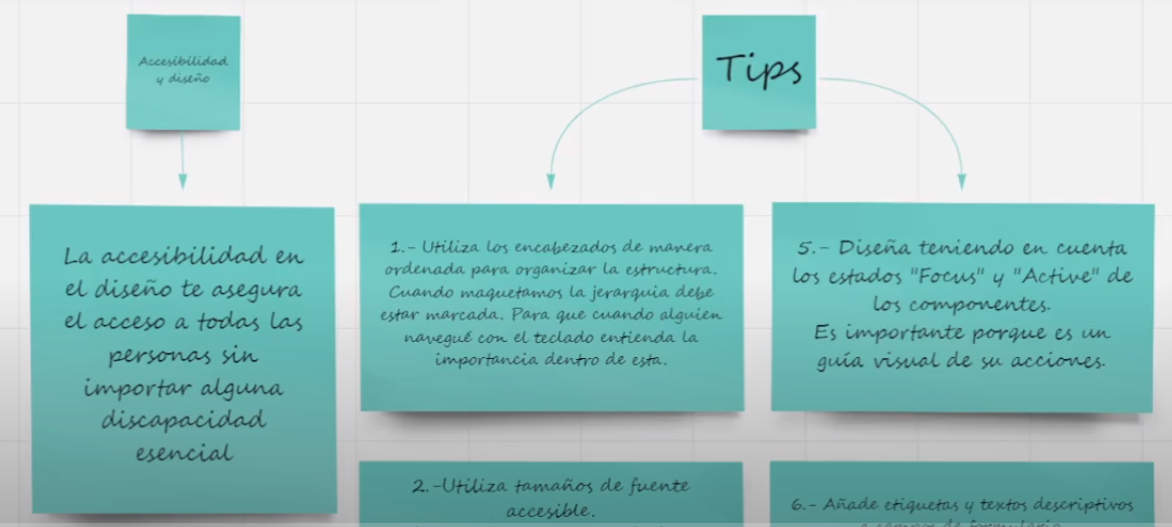 Accesibilidad
y diseño
Tips
La accesibilidad en
el diseño te asegura
el acceso a todas las
personas sin
importar alguna
discapacidad
esencial
1.- Utiliza los encabezados de manera
ordenada para organizar la estructura.
Cuando maquetamos la jerarquia debe
estar marcada. Para que cuando alguien
navegué con el teclado entienda la
importancia dentro de esta.
5.- Diseña teniendo en cuenta
los estados "Focus" y "Active" de
los componentes.
Es importante porque es un
guía visual de su acciones.
2.-Utiliza tamaños de fuente
accesible.
6.- Añade etiquetas y textos descriptivos